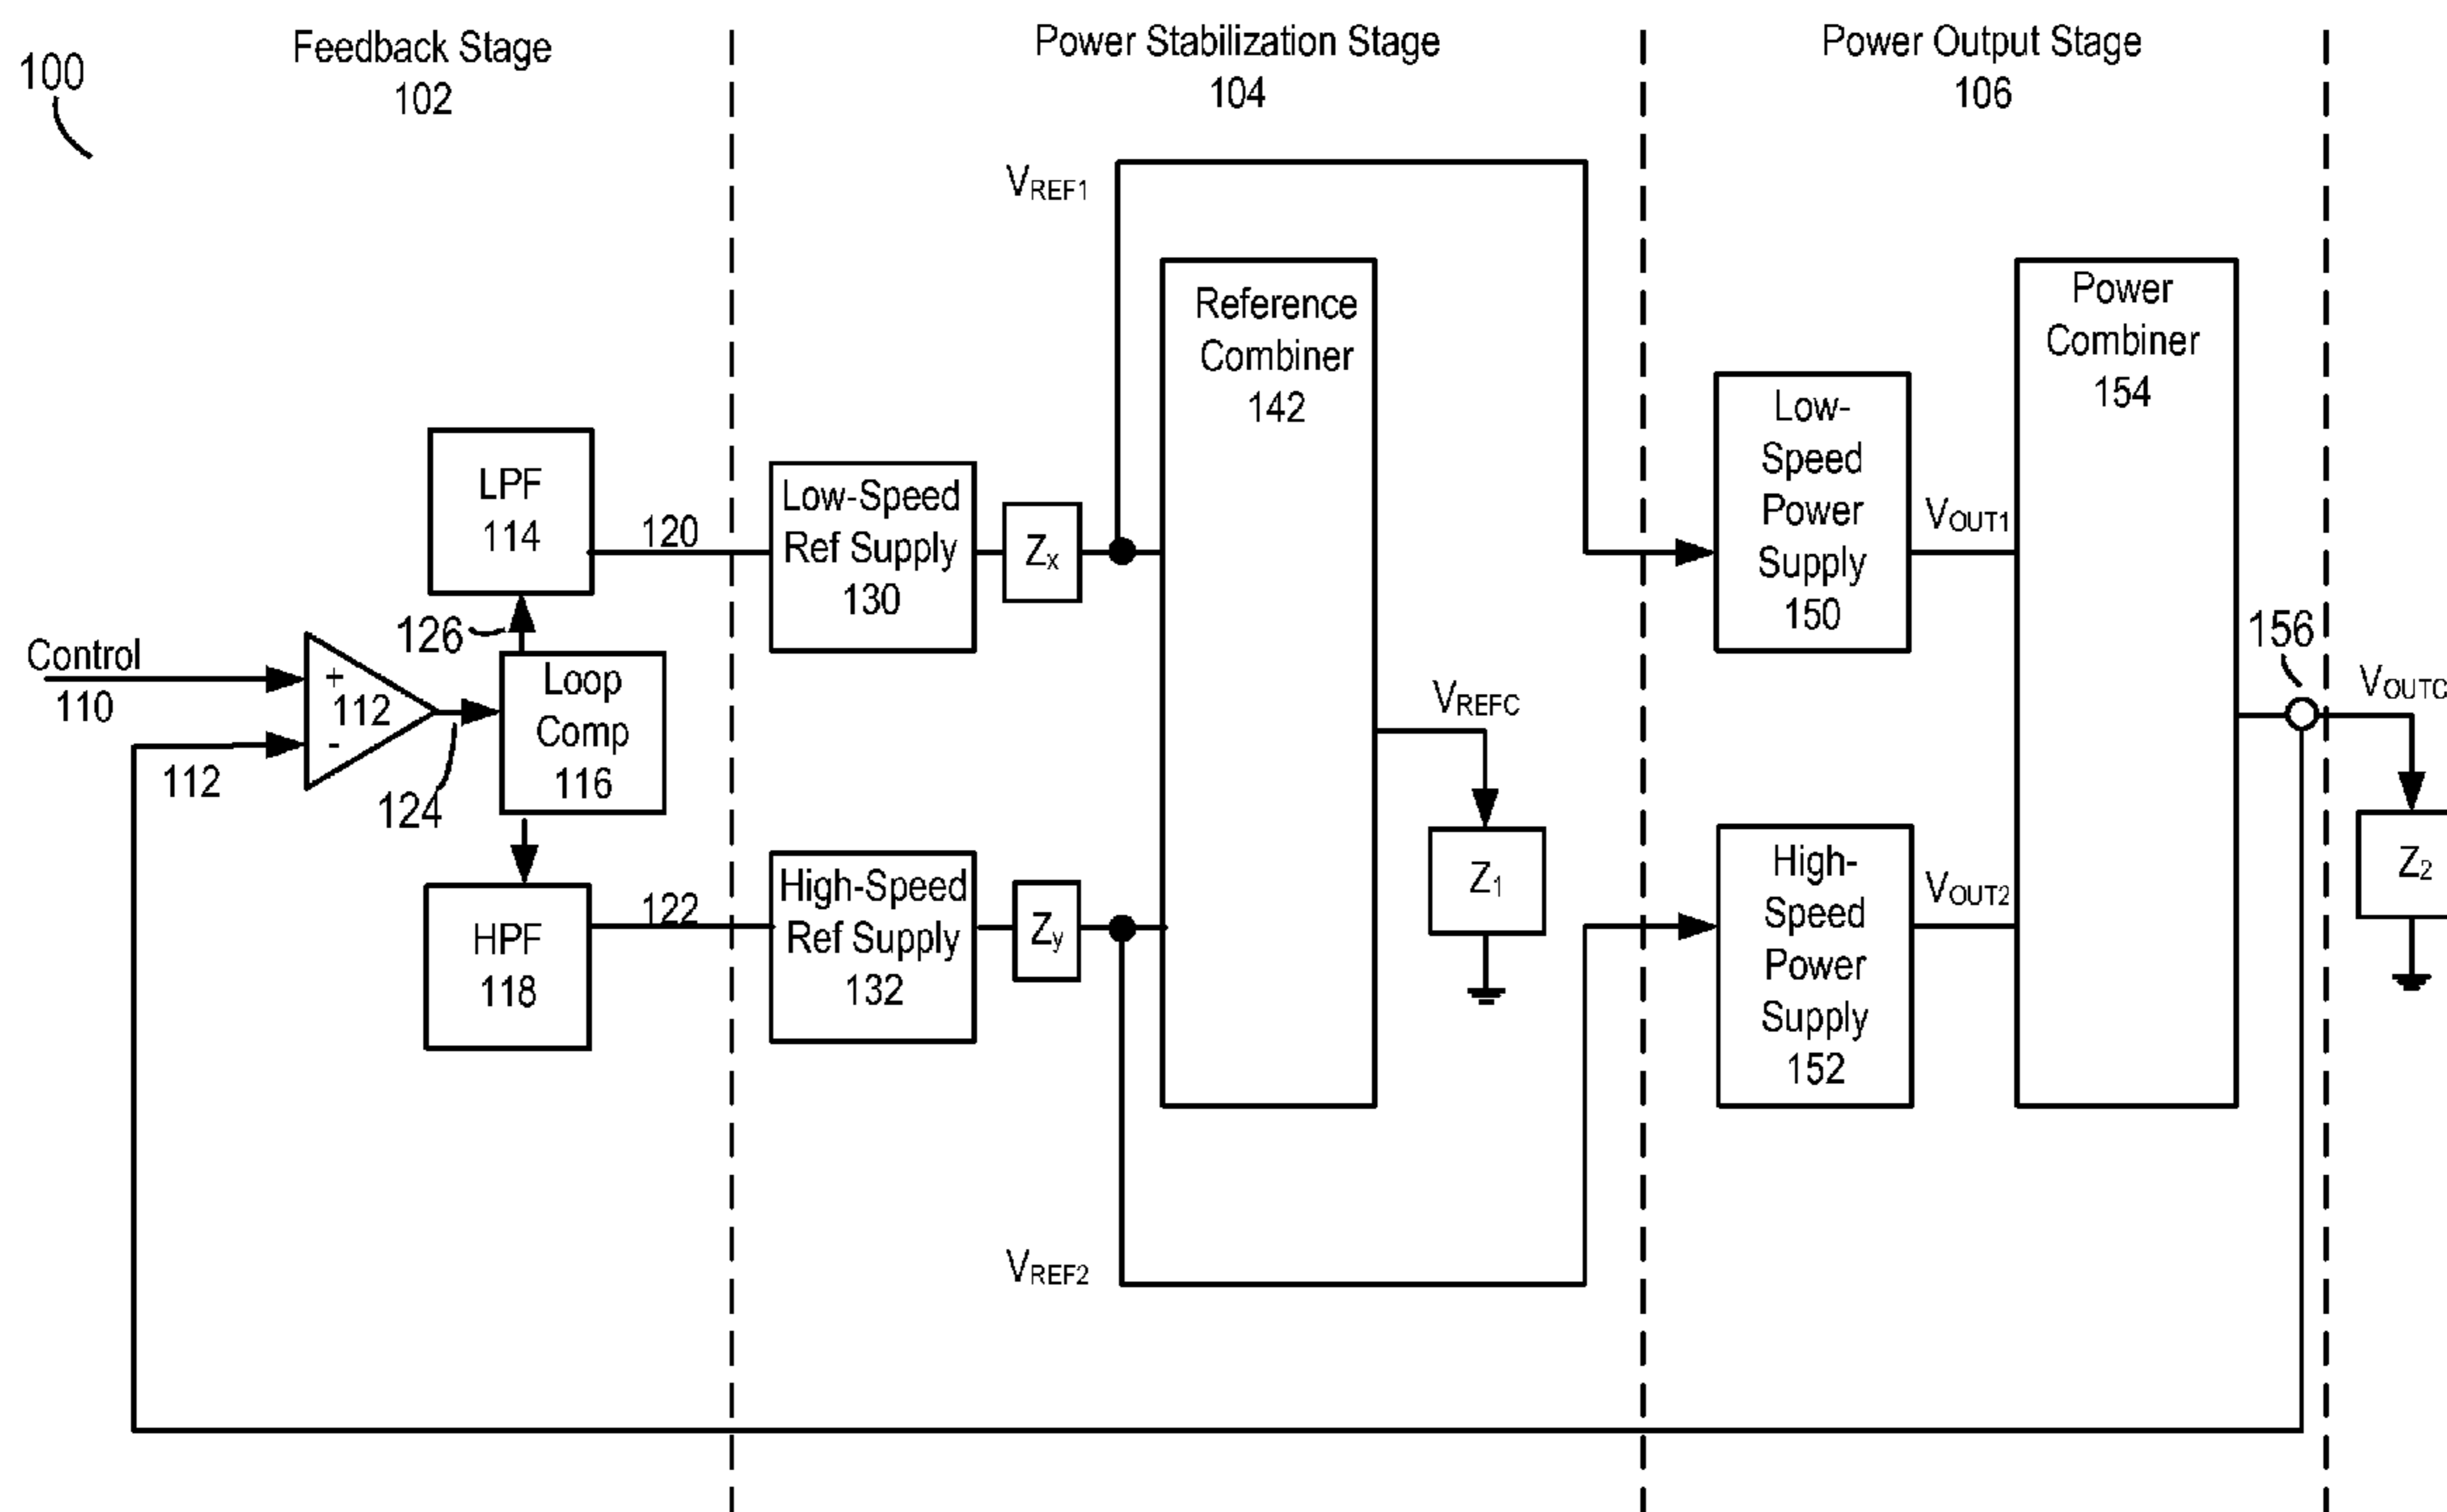 100
Feedback Stage
102
Power Stabilization Stage
104
Power Output Stage
106
VREF1
Reference
Combiner
142
Power
Combiner
154
LPF
114
120
Low-Speed
Ref Supply
130
Zx
Low-
Speed
Power
Supply
150
VOUT1
126
Control
110
+
112
-
112
124
Loop
Comp
116
VREFC
Z1
156
VOUTC
Z2
HPF
118
122
High-Speed
Ref Supply
132
Zy
High-
Speed
Power
Supply
152
VOUT2
VREF2